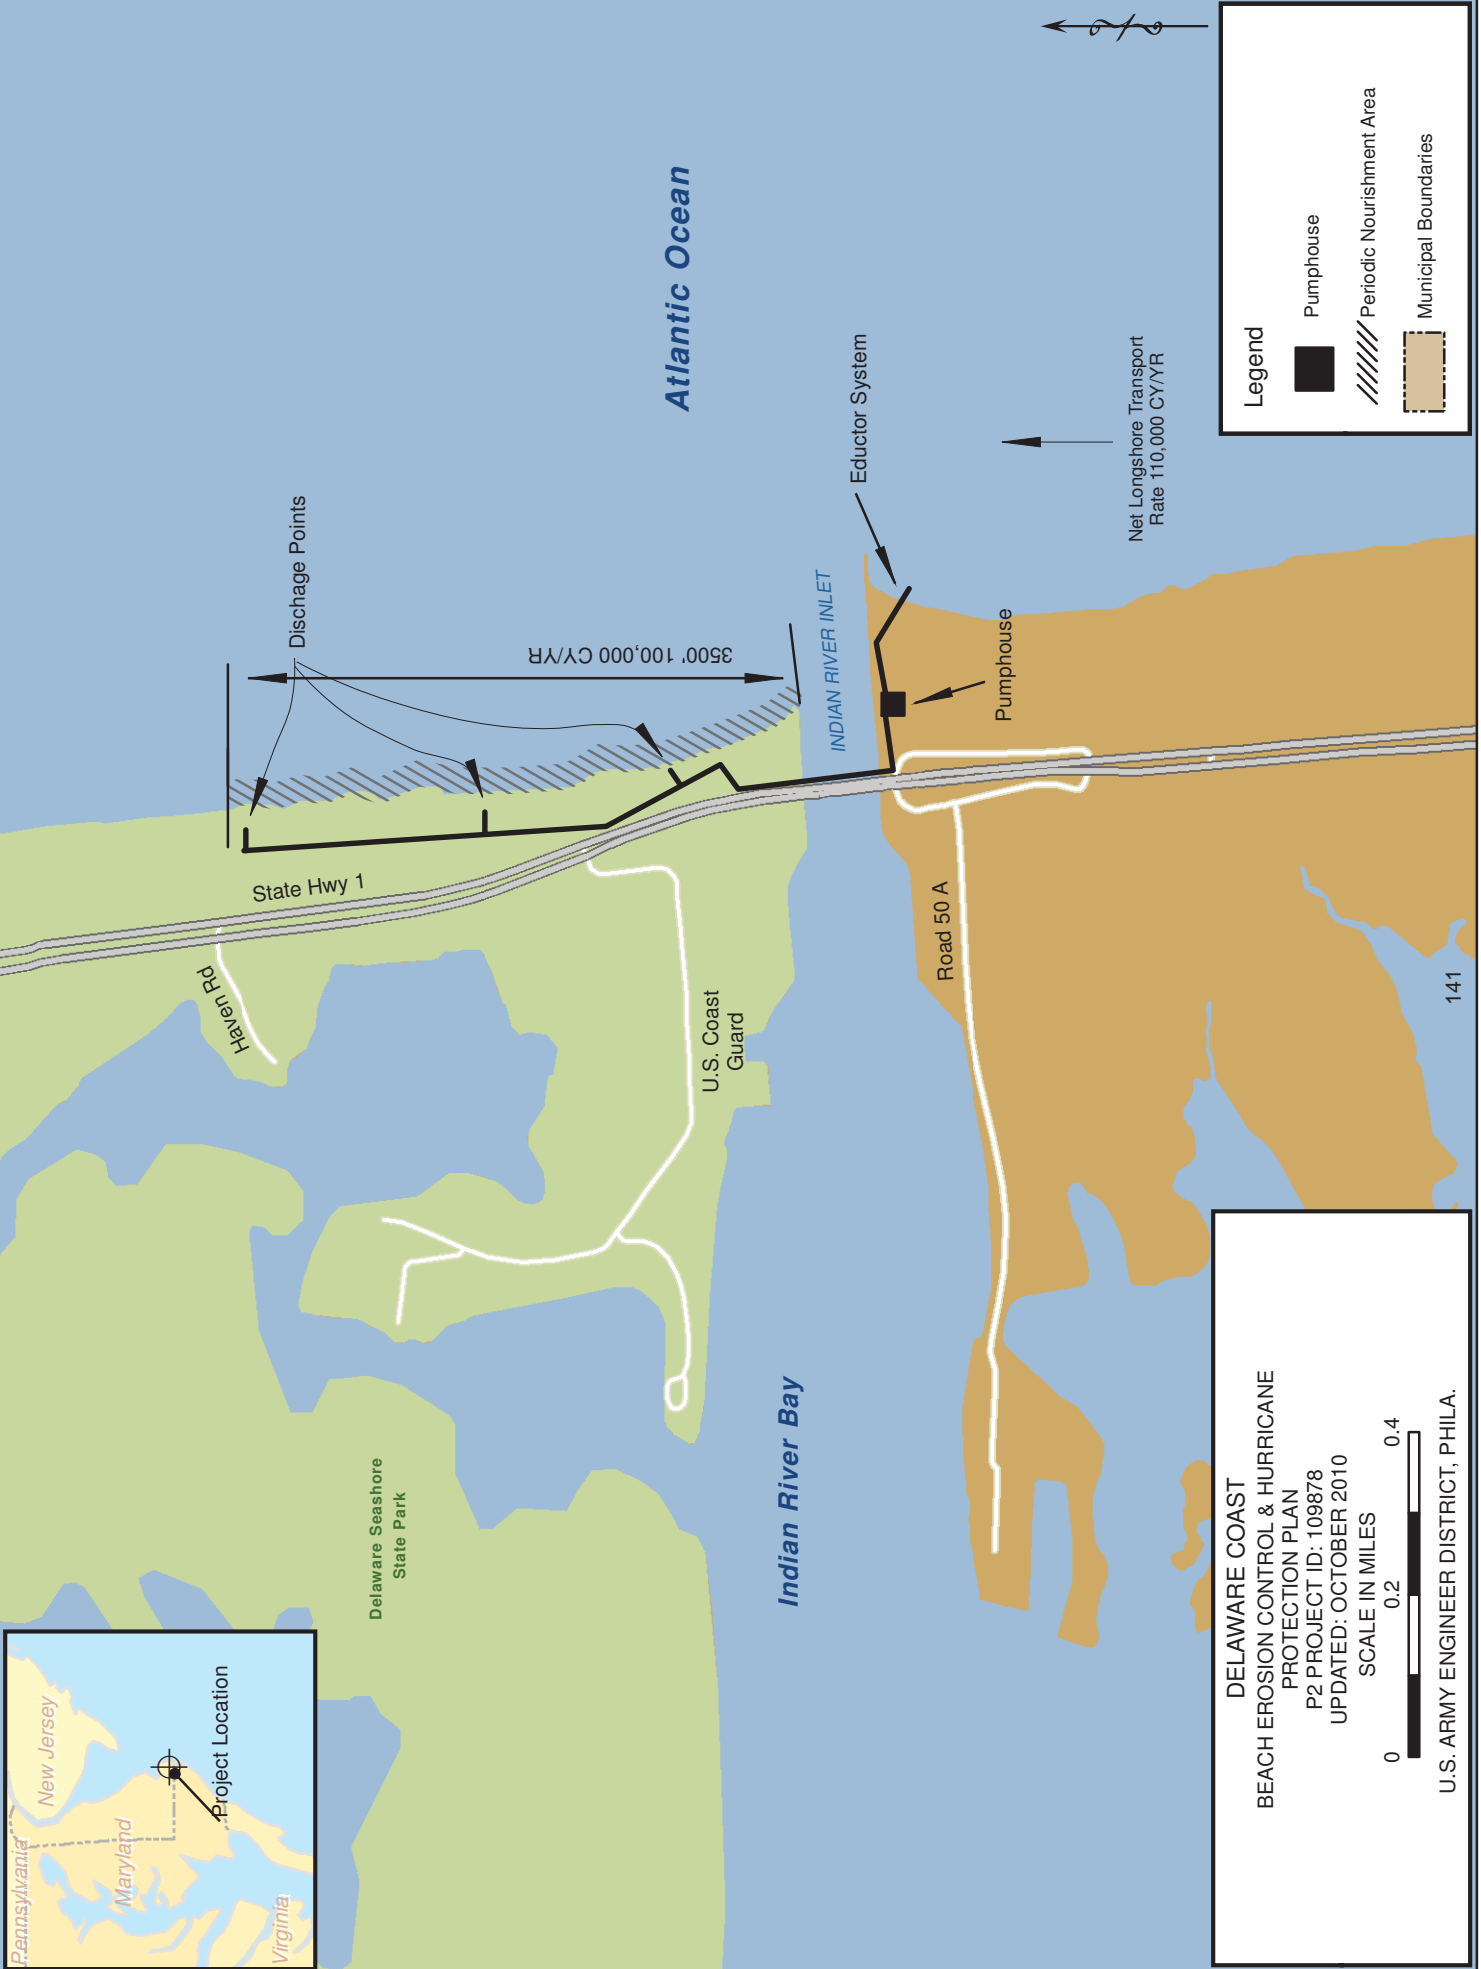 Pennsylvania
New Jersey
Maryland
Virginia
Project Location
Delaware Seashore
State Park
Haven Rd
State Hwy 1
Dischage Points
3500' 100,000 CY/YR
Atlantic Ocean
U.S. Coast
Guard
INDIAN RIVER INLET
Indian River Bay
Eductor System
Pumphouse
Road 50 A
Net Longshore Transport
Rate 110,000 CY/YR
DELAWARE COAST
BEACH EROSION CONTROL & HURRICANE
PROTECTION PLAN
P2 PROJECT ID: 109878
UPDATED: OCTOBER 2010
SCALE IN MILES
0 0.2 0.4
U.S. ARMY ENGINEER DISTRICT, PHILA.
141
Legend
Pumphouse
Periodic Nourishment Area
Municipal Boundaries